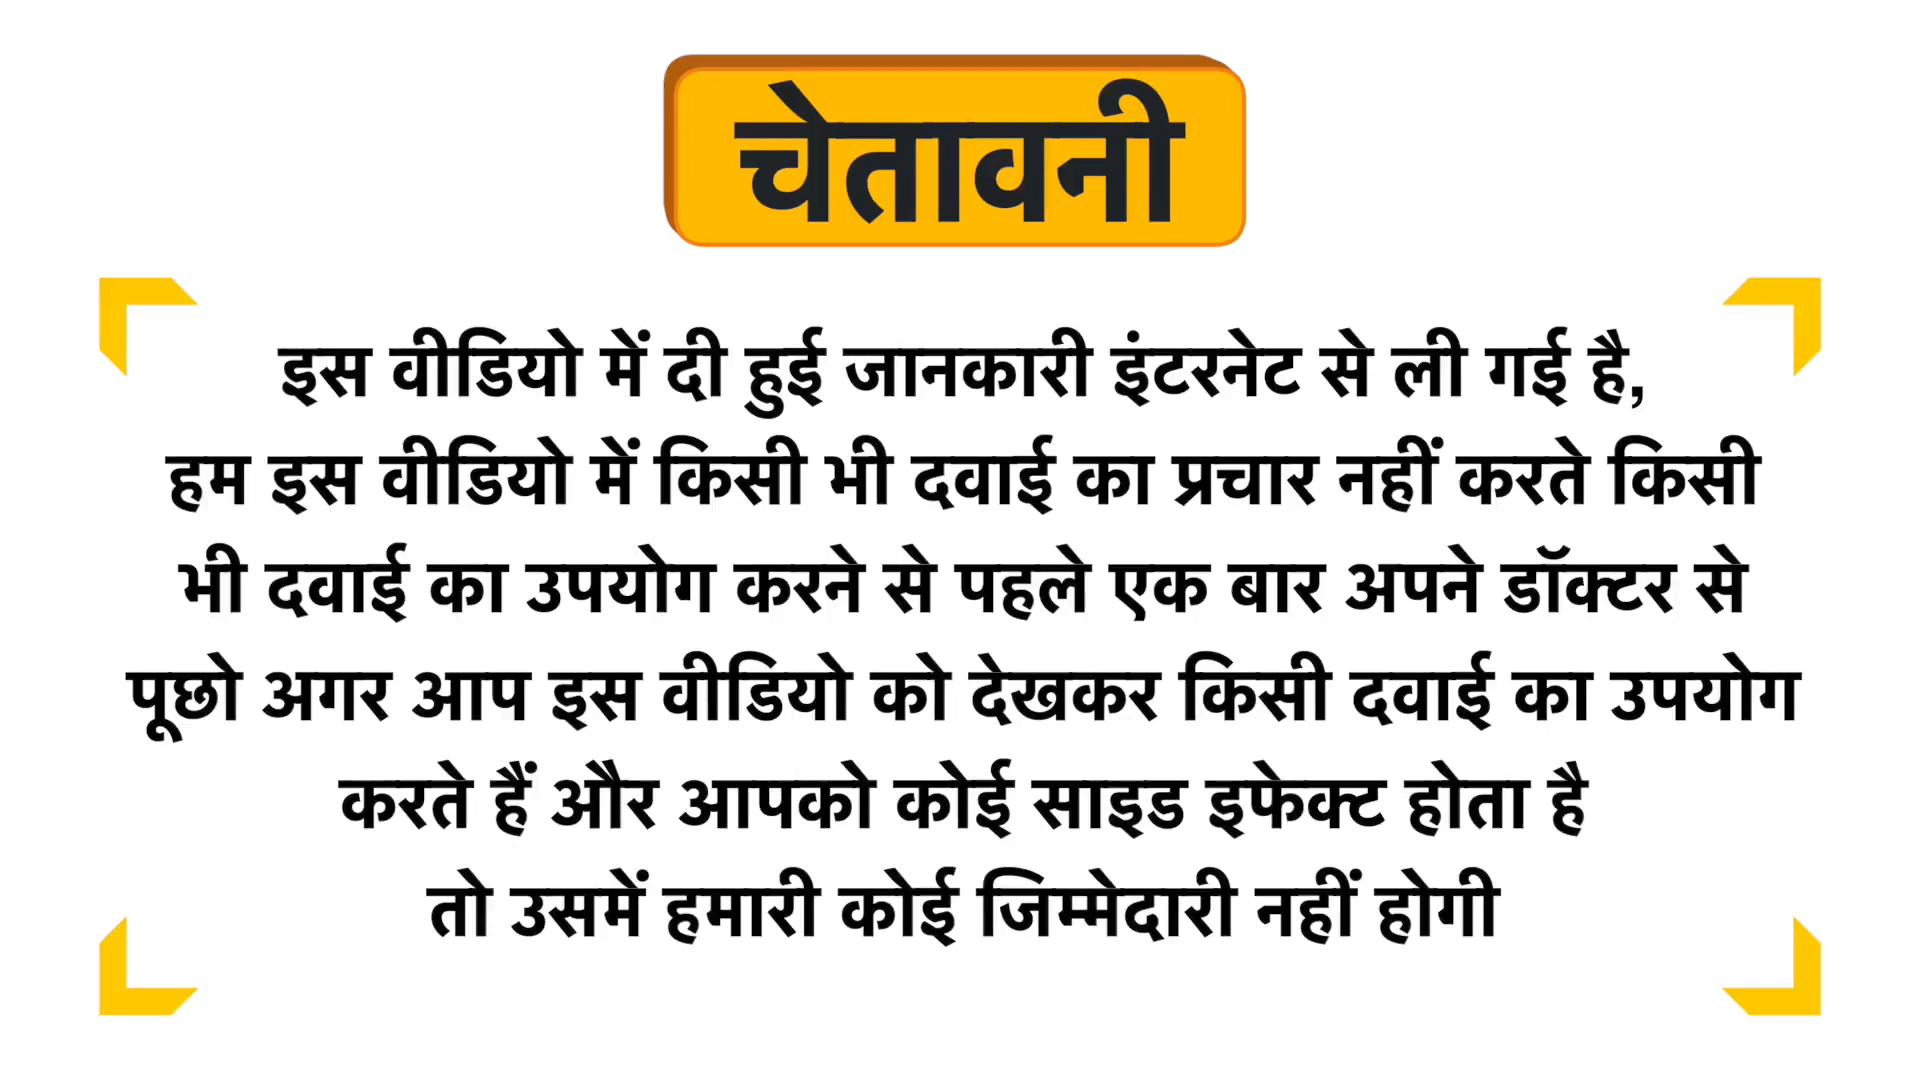 चेतावनी
इस वीडियो में दी हुई जानकारी इंटरनेट से ली गई है,
हम इस वीडियो में किसी भी दवाई का प्रचार नहीं करते किसी
भी दवाई का उपयोग करने से पहले एक बार अपने डॉक्टर से
पूछो अगर आप इस वीडियो को देखकर किसी दवाई का उपयोग
करते हैं और आपको कोई साइड इफेक्ट होता है
तो उसमें हमारी कोई जिम्मेदारी नहीं होगी